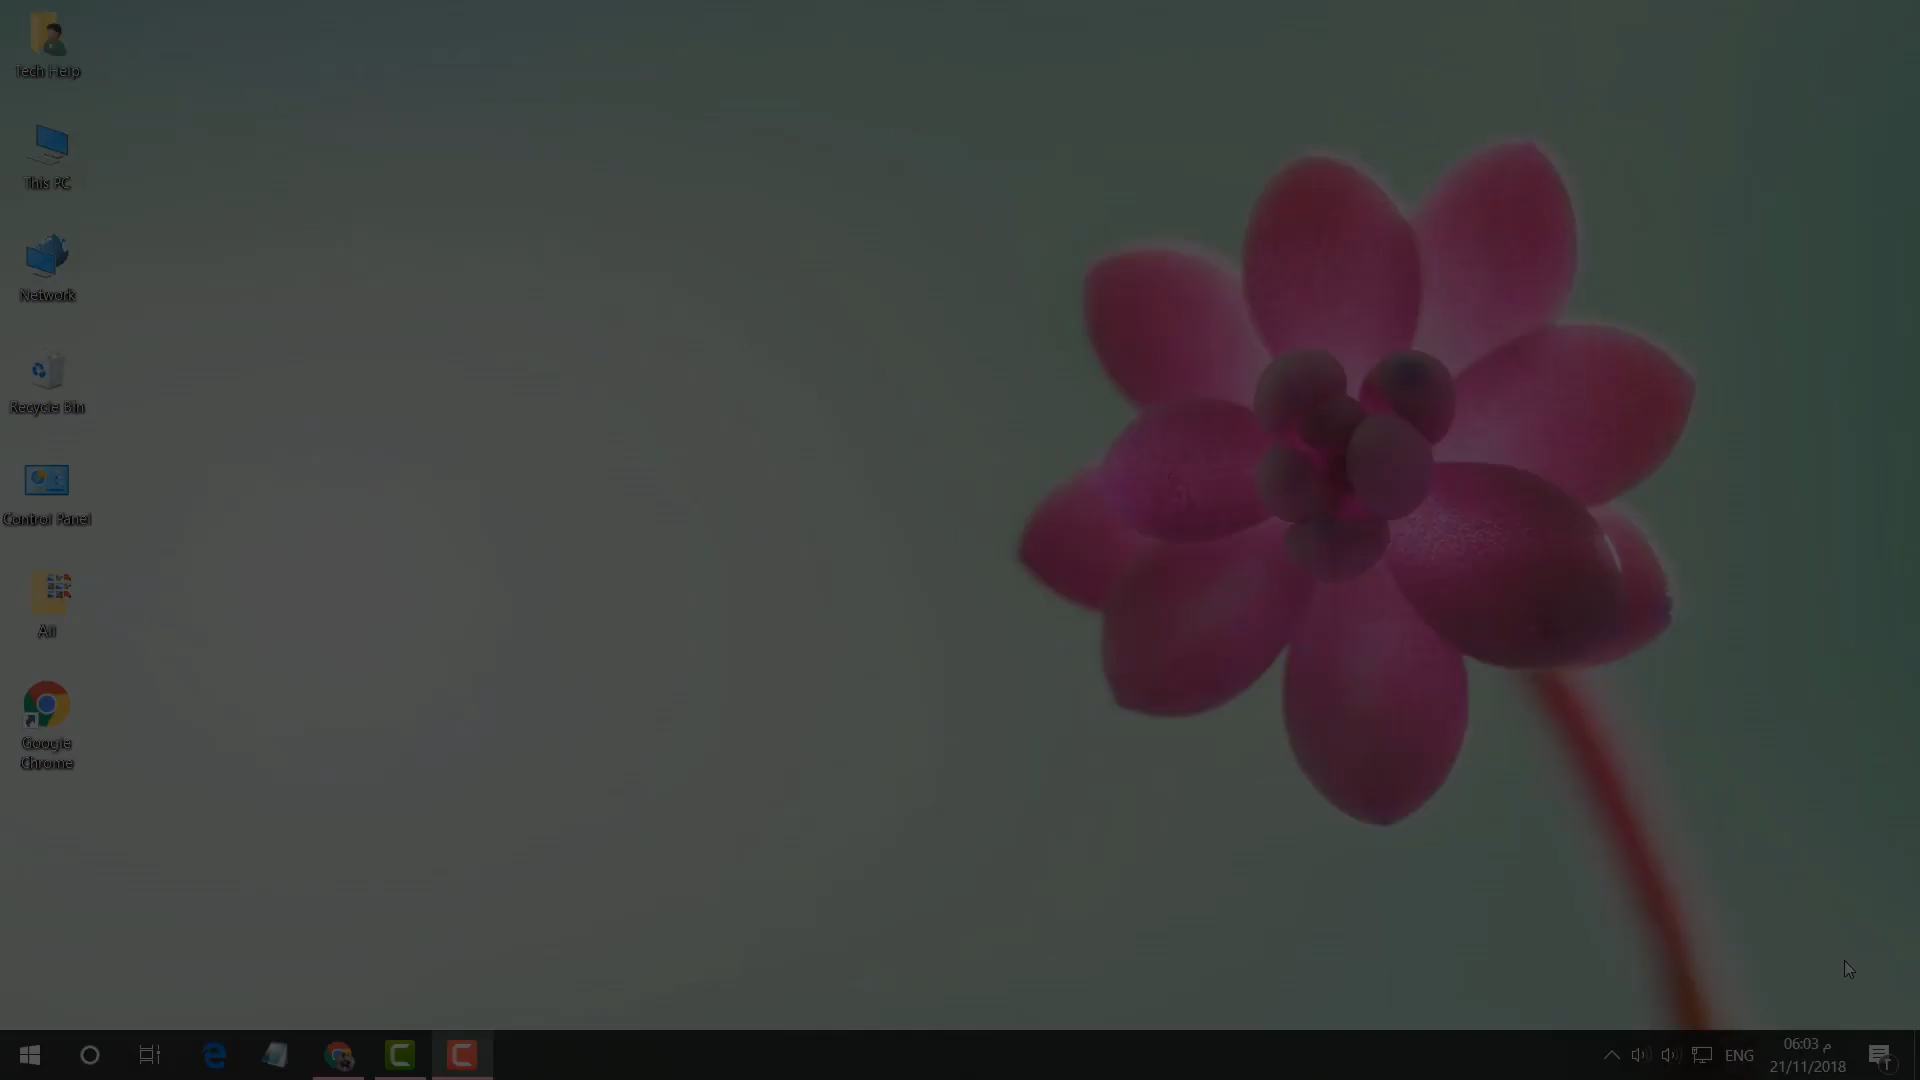 Tech Help
This PC
Network
Recycle Bin
Control Panel
All
Google
Chrome
ENG
06:03 م
21/11/2018